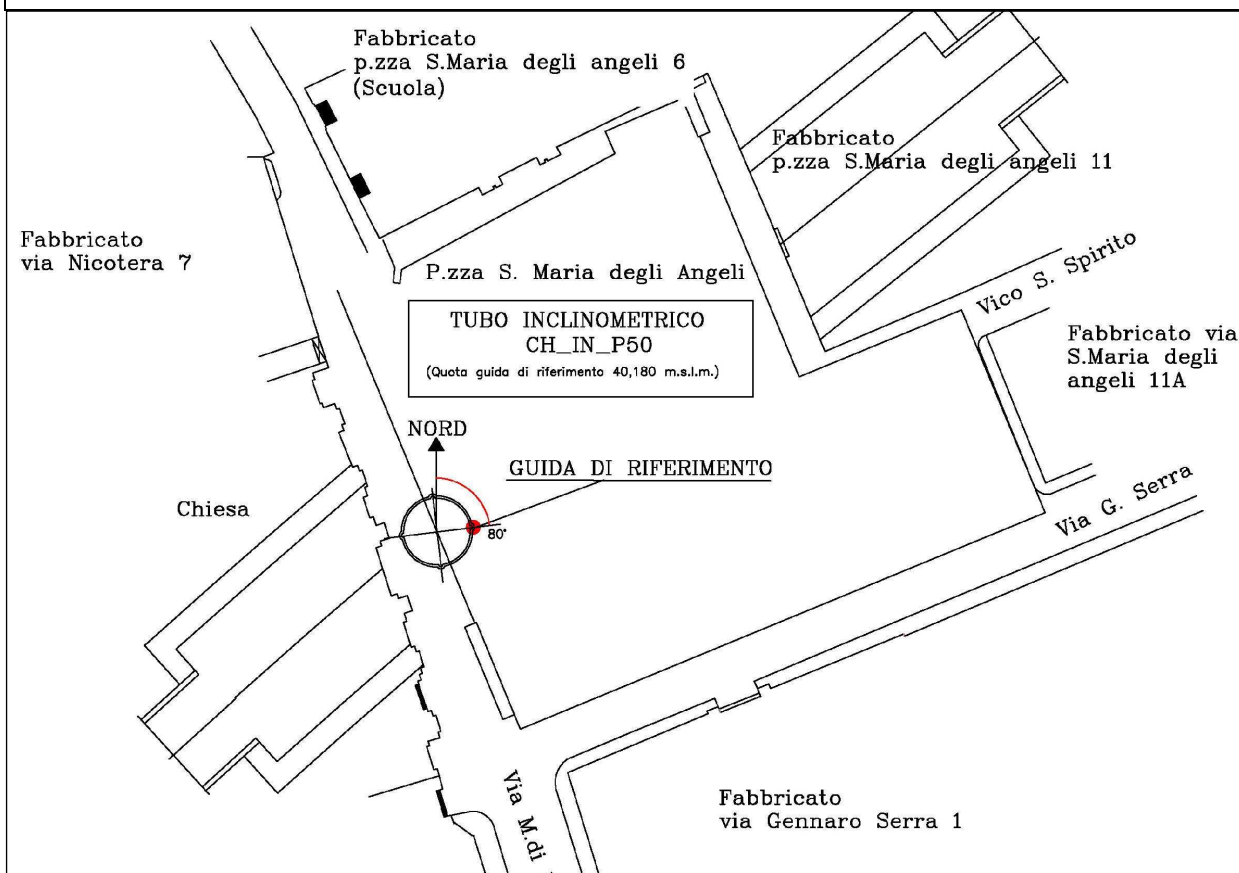 Fabbricato
p.zza S.Maria degli angeli 6
(Scuola)
Fabbricato
p.zza S.Maria degli angeli 11
Fabbricato
via Nicotera 7
P.zza S. Maria degli Angeli
Vico S. Spirito
TUBO INCLINOMETRICO
CH_IN_P50
(Quota guida di riferimento 40,180 m.s.l.m.)
Fabbricato via
S.Maria degli
angeli 11A
NORD
GUIDA DI RIFERIMENTO
80°
Chiesa
Via G. Serra
Via M.di
Fabbricato
via Gennaro Serra 1